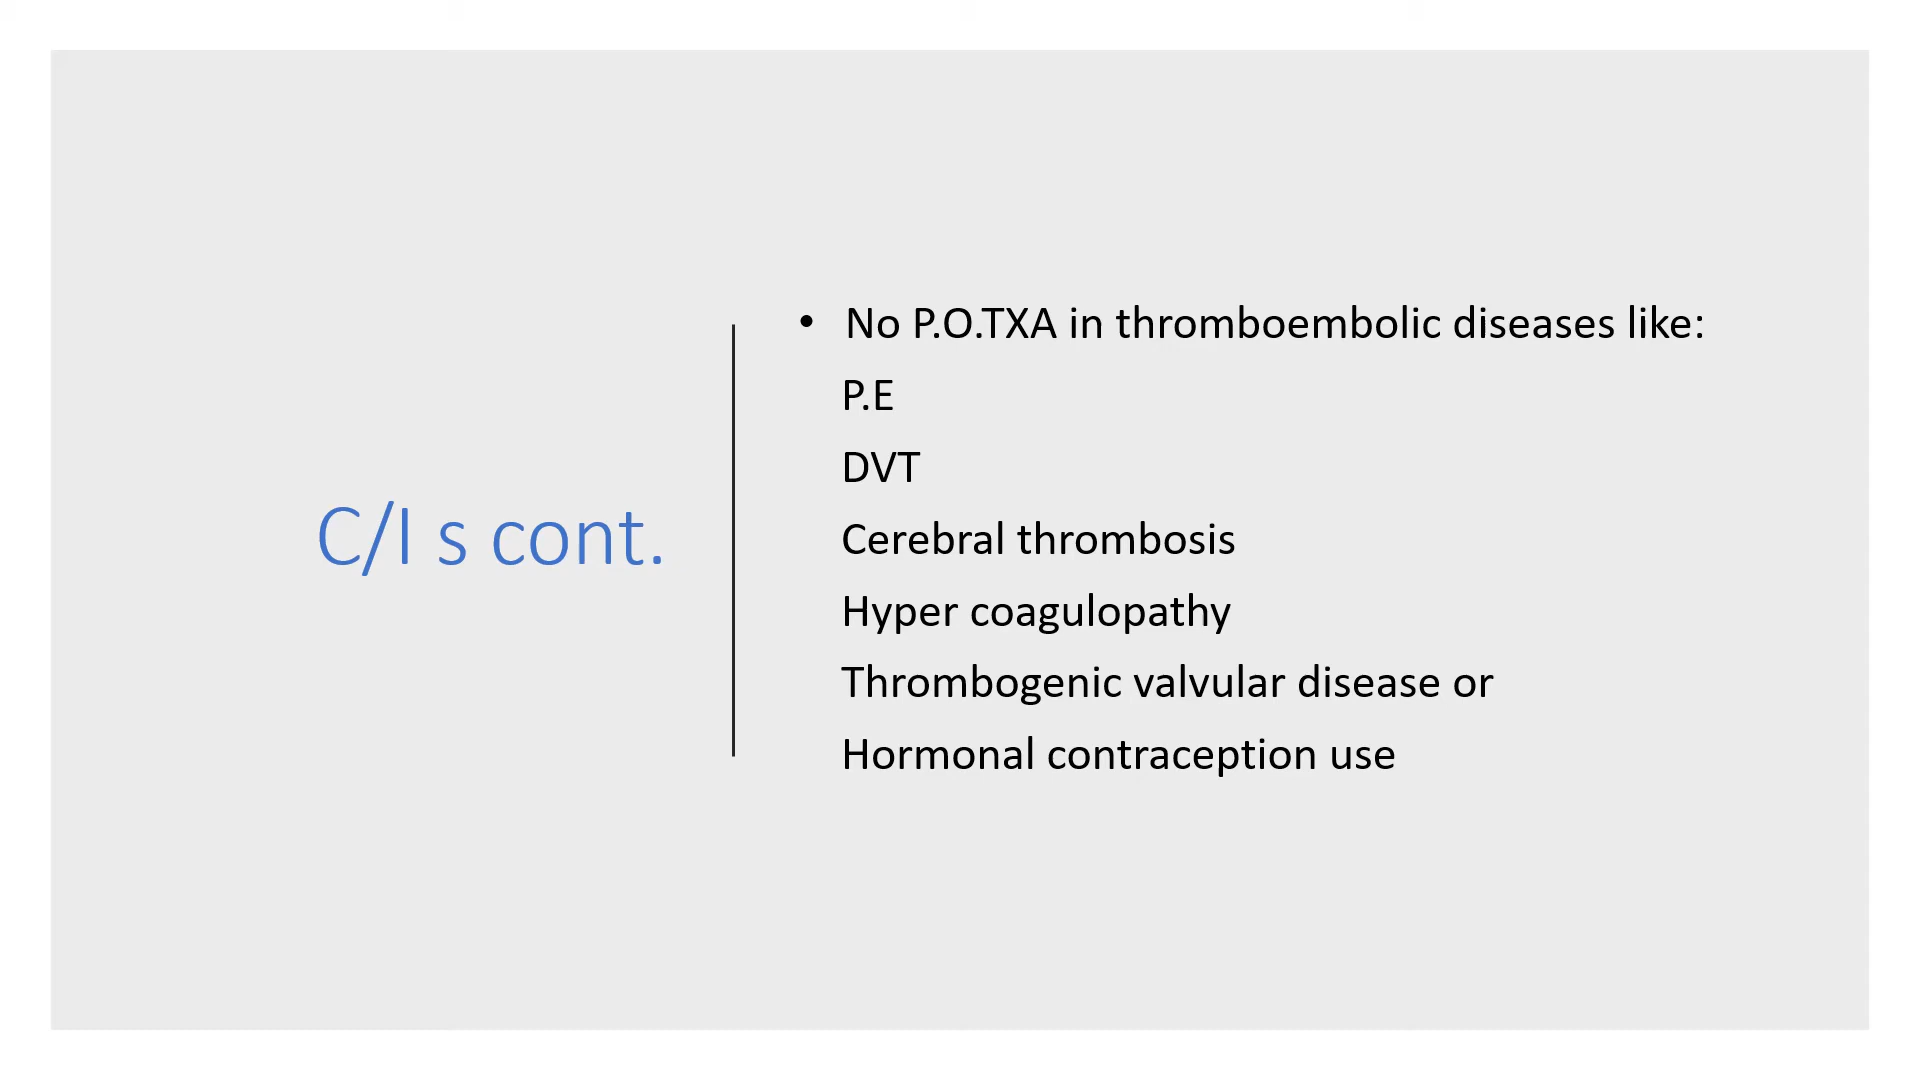 C/I s cont.
• No P.O.TXA in thromboembolic diseases like:
P.E
DVT
Cerebral thrombosis
Hyper coagulopathy
Thrombogenic valvular disease or
Hormonal contraception use